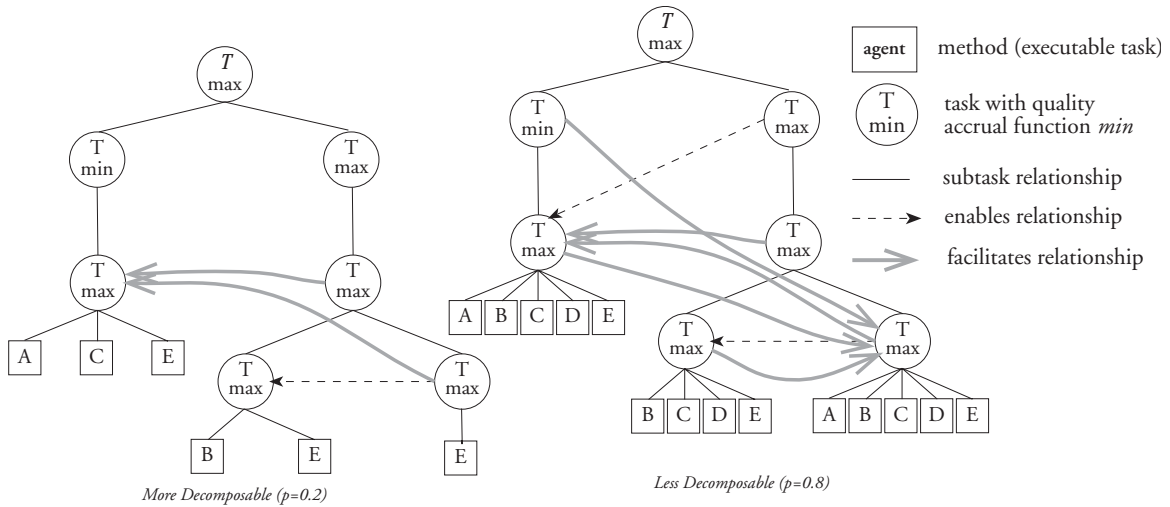 T
max
T
min
T
max
T
max
T
max
A
C
E
T
max
T
max
B
E
E
More Decomposable (p=0.2)
T
max
T
min
T
max
T
max
T
max
A
B
C
D
E
T
max
T
max
B
C
D
E
A
B
C
D
E
Less Decomposable (p=0.8)
agent
method (executable task)
T
min
task with quality
accrual function min
subtask relationship
enables relationship
facilitates relationship